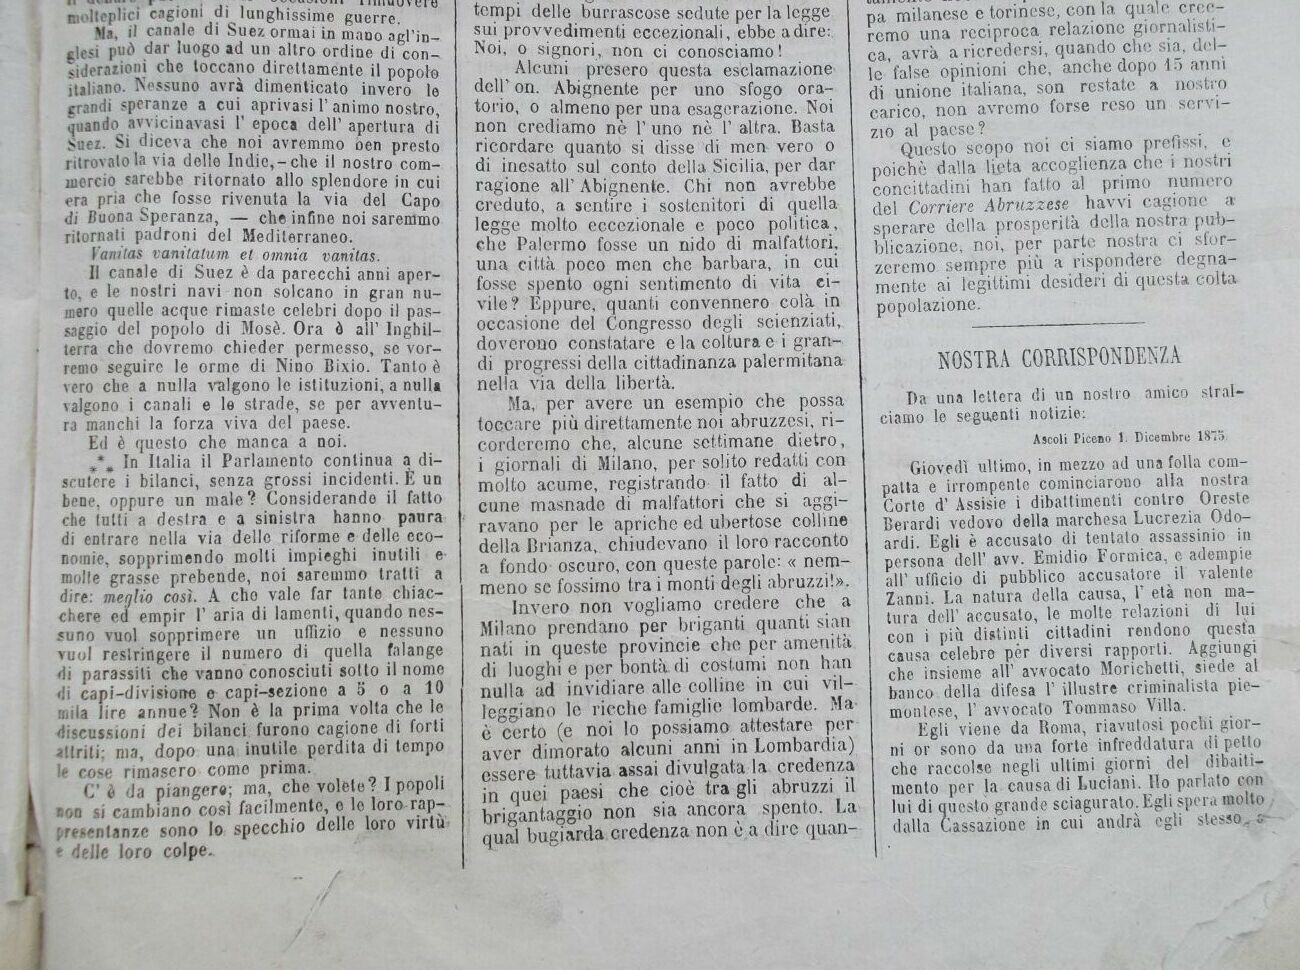 molteplici cagioni di lunghissime guerre.
Ma, il canale di Suez ormai in mano agl'in-
glesi può dar luogo ad un altro ordine di con-
siderazioni che toccano direttamente il popolo
italiano. Nessuno avrà dimenticato invero le
grandi speranze a cui aprivasi l'animo nostro,
quando avvicinavasi l'epoca dell'apertura di
Suez. Si diceva che noi avremmo ben presto
ritrovato la via delle Indie,-che il nostro com-
mercio sarebbe ritornato allo splendore in cui
era pria che fosse rivenuta la via del Capo
di Buona Speranza, — che infine noi saremmo
ritornati padroni del Mediterraneo.
Vanitas vanitatum et omnia vanitas.
Il canale di Suez è da parecchi anni aper-
to, e le nostri navi non solcano in gran nu-
mero quelle acque rimaste celebri dopo il pas-
saggio del popolo di Mosè. Ora è all'Inghil-
terra che dovremo chieder permesso, se vor-
remo seguire le orme di Nino Bixio. Tanto è
vero che a nulla valgono le istituzioni, a nulla
valgono i canali e le strade, se per avventu-
ra manchi la forza viva del paese.
Ed è questo che manca a noi.
*** In Italia il Parlamento continua a di-
scutere i bilanci, senza grossi incidenti. È un
bene, oppure un male? Considerando il fatto
che tutti a destra e a sinistra hanno paura
di entrare nella via delle riforme e delle eco-
nomie, sopprimendo molti impieghi inutili e
molte grasse prebende, noi saremmo tratti a
dire: meglio così. A che vale far tante chiac-
chere ed empir l'aria di lamenti, quando nes-
suno vuol sopprimere un uffizio e nessuno
vuol restringere il numero di quella falange
di parassiti che vanno conosciuti sotto il nome
di capi-divisione e capi-sezione a 5 o a 10
mila lire annue? Non è la prima volta che le
discussioni dei bilanci furono cagione di forti
attriti; ma, dopo una inutile perdita di tempo
le cose rimasero come prima.
C'è da piangere; ma, che volete? I popoli
non si cambiano così facilmente, e le loro rap-
presentanze sono lo specchio delle loro virtù
e delle loro colpe.
tempi delle burrascose sedute per la legge
sui provvedimenti eccezionali, ebbe a dire:
Noi, o signori, non ci conosciamo!
Alcuni presero questa esclamazione
dell'on. Abignente per uno sfogo ora-
torio, o almeno per una esagerazione. Noi
non crediamo nè l'uno nè l'altra. Basta
ricordare quanto si disse di men vero o
di inesatto sul conto della Sicilia, per dar
ragione all'Abignente. Chi non avrebbe
creduto, a sentire i sostenitori di quella
legge molto eccezionale e poco politica,
che Palermo fosse un nido di malfattori,
una città poco men che barbara, in cui
fosse spento ogni sentimento di vita ci-
vile? Eppure, quanti convennero colà in
occasione del Congresso degli scienziati,
doverono constatare e la coltura e i gran-
di progressi della cittadinanza palermitana
nella via della libertà.
Ma, per avere un esempio che possa
toccare più direttamente noi abruzzesi, ri-
corderemo che, alcune settimane dietro,
i giornali di Milano, per solito redatti con
molto acume, registrando il fatto di al-
cune masnade di malfattori che si aggi-
ravano per le apriche ed ubertose colline
della Brianza, chiudevano il loro racconto
a fondo oscuro, con queste parole: « nem-
meno se fossimo tra i monti degli abruzzi!».
Invero non vogliamo credere che a
Milano prendano per briganti quanti sian
nati in queste provincie che per amenità
di luoghi e per bontà di costumi non han
nulla ad invidiare alle colline in cui vil-
leggiano le ricche famiglie lombarde. Ma
è certo (e noi lo possiamo attestare per
aver dimorato alcuni anni in Lombardia)
essere tuttavia assai divulgata la credenza
in quei paesi che cioè tra gli abruzzi il
brigantaggio non sia ancora spento. La
qual bugiarda credenza non è a dire quan-
pa milanese e torinese, con la quale cree-
remo una reciproca relazione giornalisti-
ca, avrà a ricredersi, quando che sia, del-
le false opinioni che, anche dopo 15 anni
di unione italiana, son restate a nostro
carico, non avremo forse reso un servi-
zio al paese?
Questo scopo noi ci siamo prefissi, e
poichè dalla lieta accoglienza che i nostri
concittadini han fatto al primo numero
del Corriere Abruzzese havvi cagione a
sperare della prosperità della nostra pub-
blicazione, noi, per parte nostra ci sfor-
zeremo sempre più a rispondere degna-
mente ai legittimi desideri di questa colta
popolazione.
NOSTRA CORRISPONDENZA
Da una lettera di un nostro amico stral-
ciamo le seguenti notizie:
Ascoli Piceno 1. Dicembre 1875.
Giovedì ultimo, in mezzo ad una folla com-
patta e irrompente cominciarono alla nostra
Corte d'Assisie i dibattimenti contro Oreste
Berardi vedovo della marchesa Lucrezia Odo-
ardi. Egli è accusato di tentato assassinio in
persona dell'avv. Emidio Formica, e adempie
all'ufficio di pubblico accusatore il valente
Zanni. La natura della causa, l'età non ma-
tura dell'accusato, le molte relazioni di lui
con i più distinti cittadini rendono questa
causa celebre per diversi rapporti. Aggiungi
che insieme all'avvocato Morichetti, siede al
banco della difesa l'illustre criminalista pie-
montese, l'avvocato Tommaso Villa.
Egli viene da Roma, riavutosi pochi gior-
ni or sono da una forte infreddatura di petto
che raccolse negli ultimi giorni del dibatti-
mento per la causa di Luciani. Ho parlato con
lui di questo grande sciagurato. Egli spera molto
dalla Cassazione in cui andrà egli stesso, a